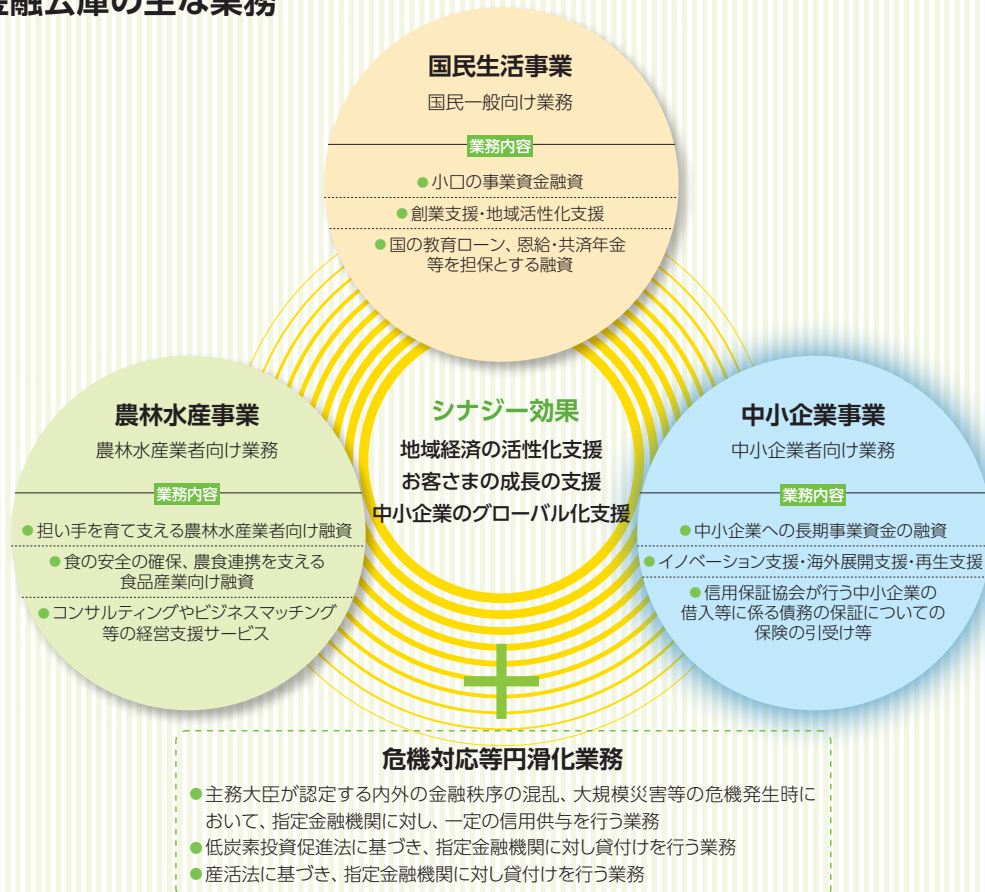 金融公庫の主な業務
国民生活事業
国民一般向け業務
業務内容
●小口の事業資金融資
●創業支援・地域活性化支援
●国の教育ローン、恩給・共済年金
等を担保とする融資
農林水産事業
農林水産業者向け業務
業務内容
●担い手を育て支える農林水産業者向け融資
●食の安全の確保、農食連携を支える
食品産業向け融資
●コンサルティングやビジネスマッチング
等の経営支援サービス
シナジー効果
地域経済の活性化支援
お客さまの成長の支援
中小企業のグローバル化支援
中小企業事業
中小企業者向け業務
業務内容
●中小企業への長期事業資金の融資
●イノベーション支援・海外展開支援・再生支援
●信用保証協会が行う中小企業の
借入等に係る債務の保証についての
保険の引受け等
危機対応等円滑化業務
●主務大臣が認定する内外の金融秩序の混乱、大規模災害等の危機発生時に
おいて、指定金融機関に対し、一定の信用供与を行う業務
●低炭素投資促進法に基づき、指定金融機関に対し貸付けを行う業務
●産活法に基づき、指定金融機関に対し貸付けを行う業務